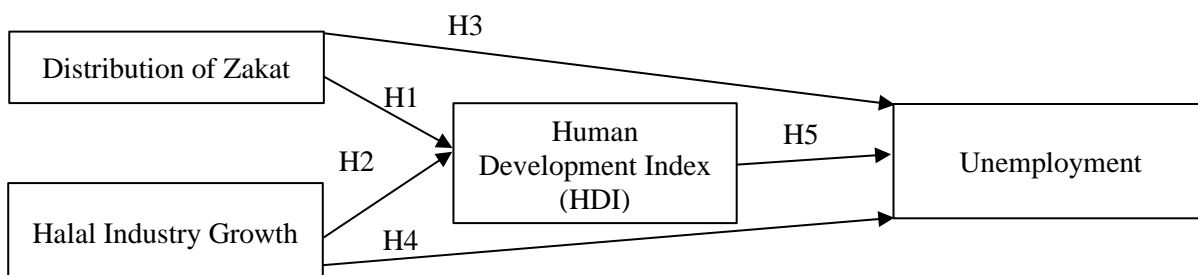 H3
Distribution of Zakat
H1
Human
Development Index
(HDI)
H5
Unemployment
H2
Halal Industry Growth
H4